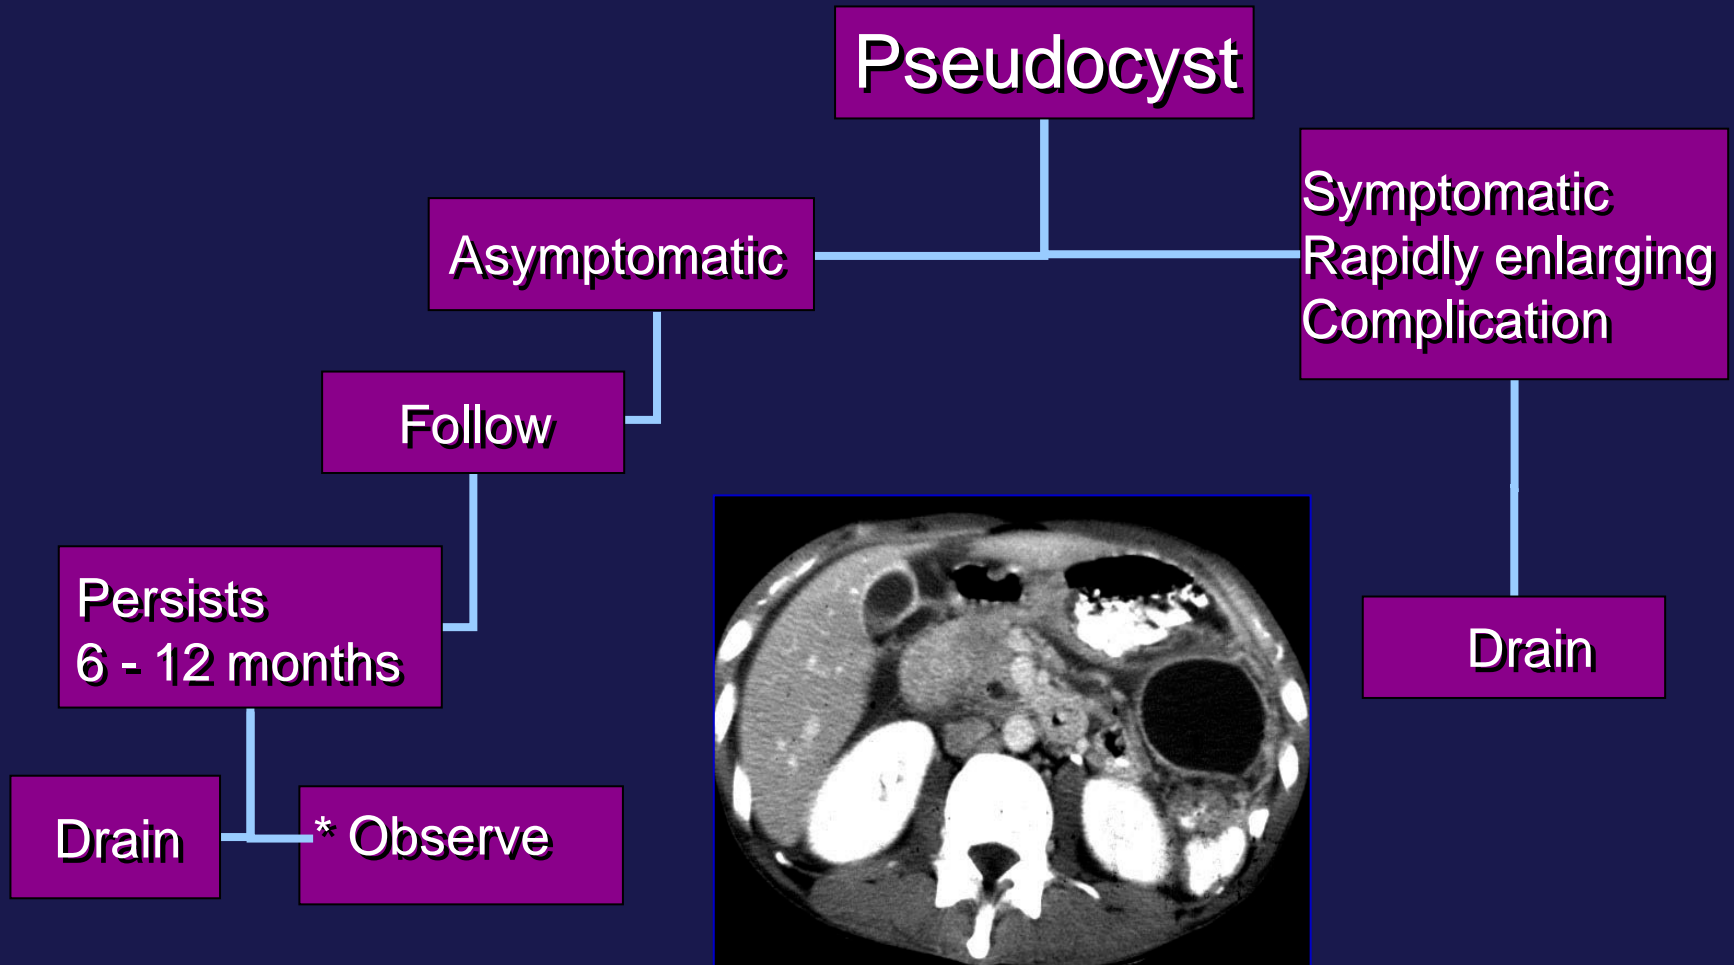 Pseudocyst
Symptomatic
Rapidly enlarging
Complication
Asymptomatic
Follow
Persists
6 - 12 months
Drain
Drain
* Observe